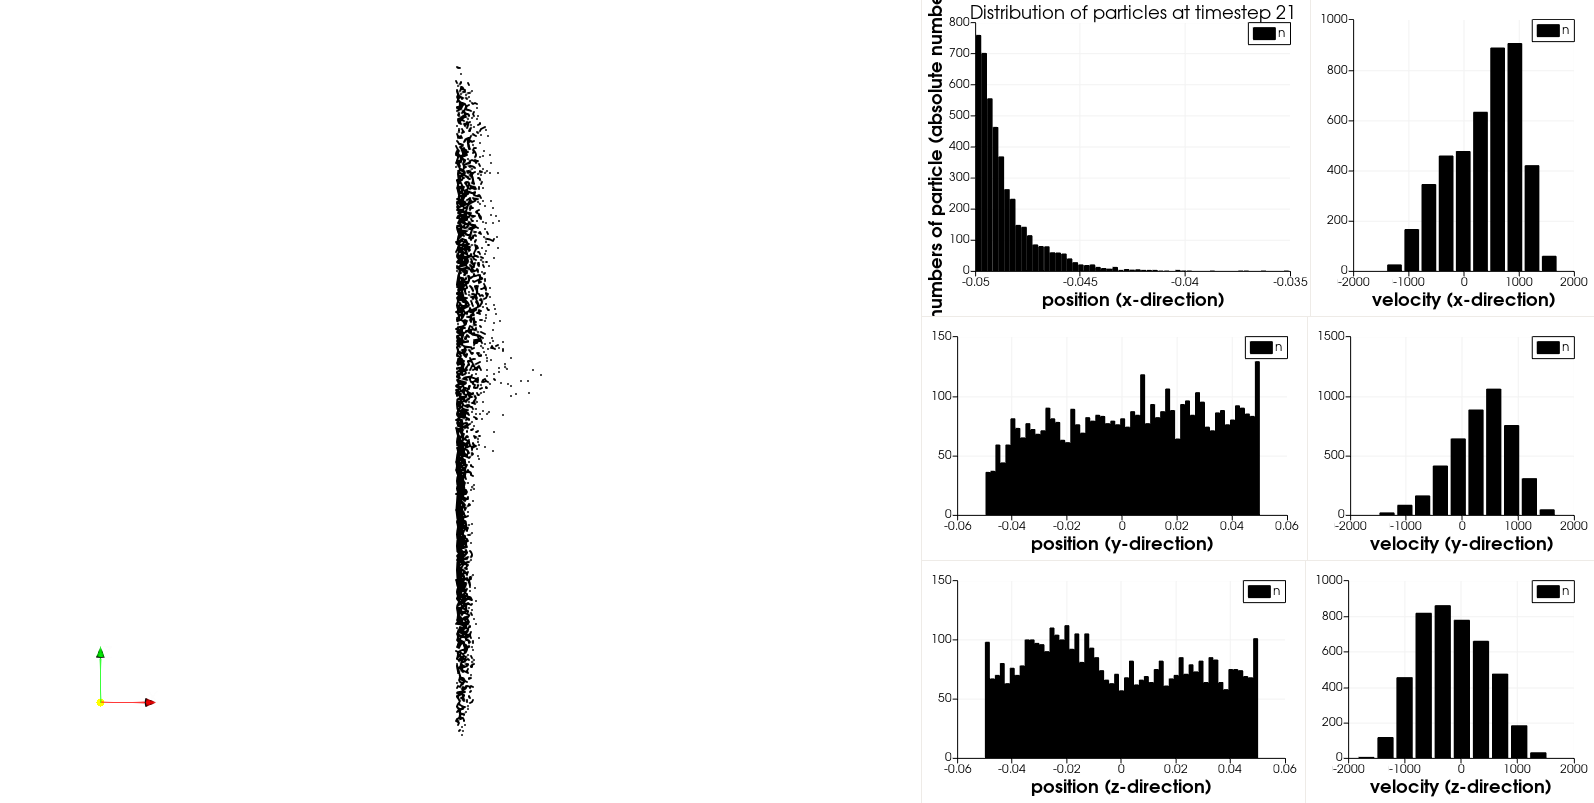 Distribution of particles at timestep 21
numbers of particle (absolute numbe
n
800
700
600
500
400
300
200
100
0
-0.05 -0.045 -0.04 -0.035
position (x-direction)
n
1000
800
600
400
200
0
-2000 -1000 0 1000 2000
velocity (x-direction)
n
150
100
50
0
-0.06 -0.04 -0.02 0 0.02 0.04 0.06
position (y-direction)
n
1500
1000
500
0
-2000 -1000 0 1000 2000
velocity (y-direction)
n
150
100
50
0
-0.06 -0.04 -0.02 0 0.02 0.04 0.06
position (z-direction)
n
1000
800
600
400
200
0
-2000 -1000 0 1000 2000
velocity (z-direction)